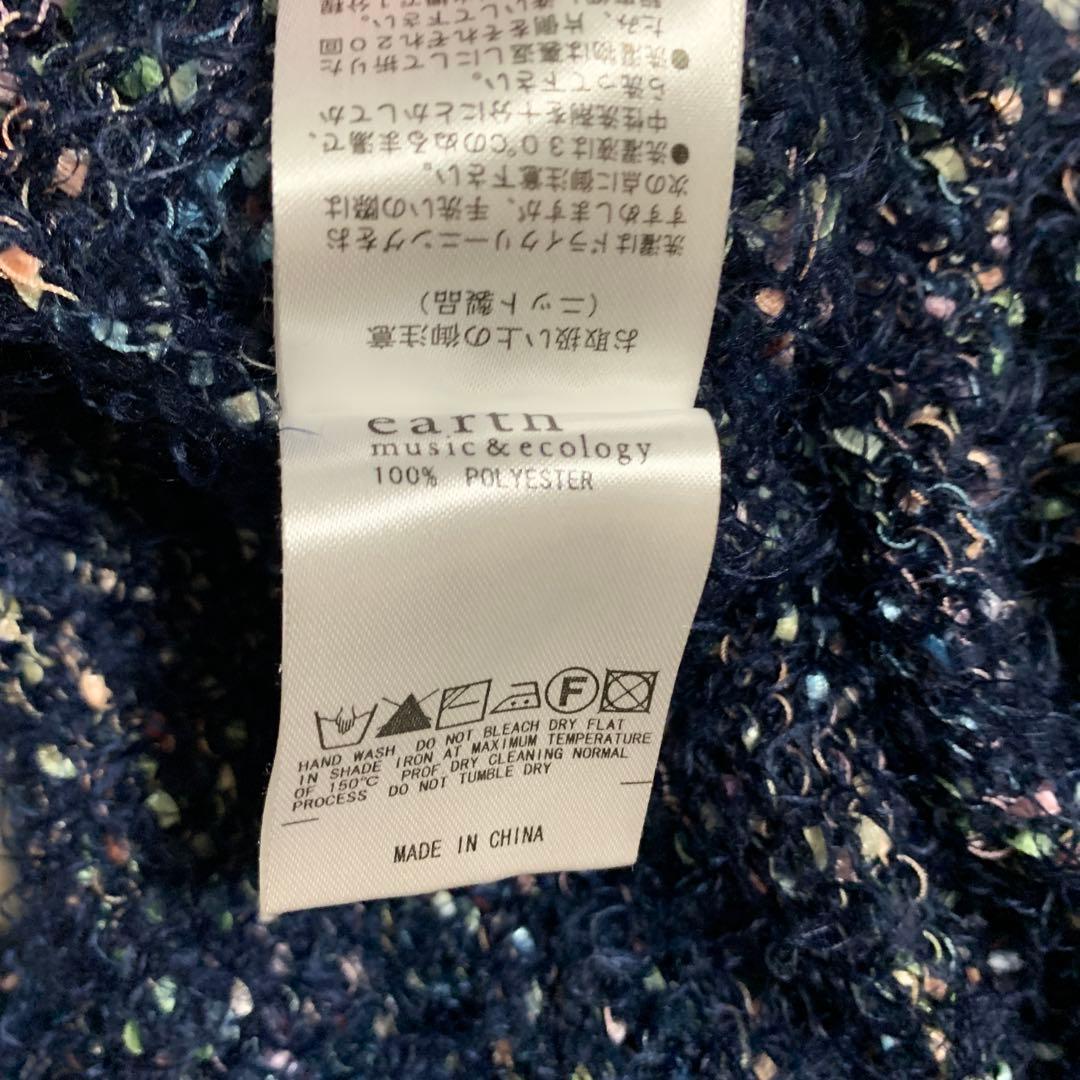 お取扱い上の御注意
(ニット製品)
洗濯はドライクリーニングをお
すすめしますが、手洗いの際は
次の点に御注意下さい。
●洗濯液は30℃のぬるま湯で、
中性洗剤を十分にとかしてか
ら洗って下さい。
●洗濯物は裏返しにして折りた
たみ、片側をそれぞれ20回
earth
music&ecology
100% POLYESTER
F
HAND WASH DO NOT BLEACH DRY FLAT
IN SHADE IRON AT MAXIMUM TEMPERATURE
OF 150℃ PROF DRY CLEANING NORMAL
PROCESS DO NOT TUMBLE DRY
MADE IN CHINA